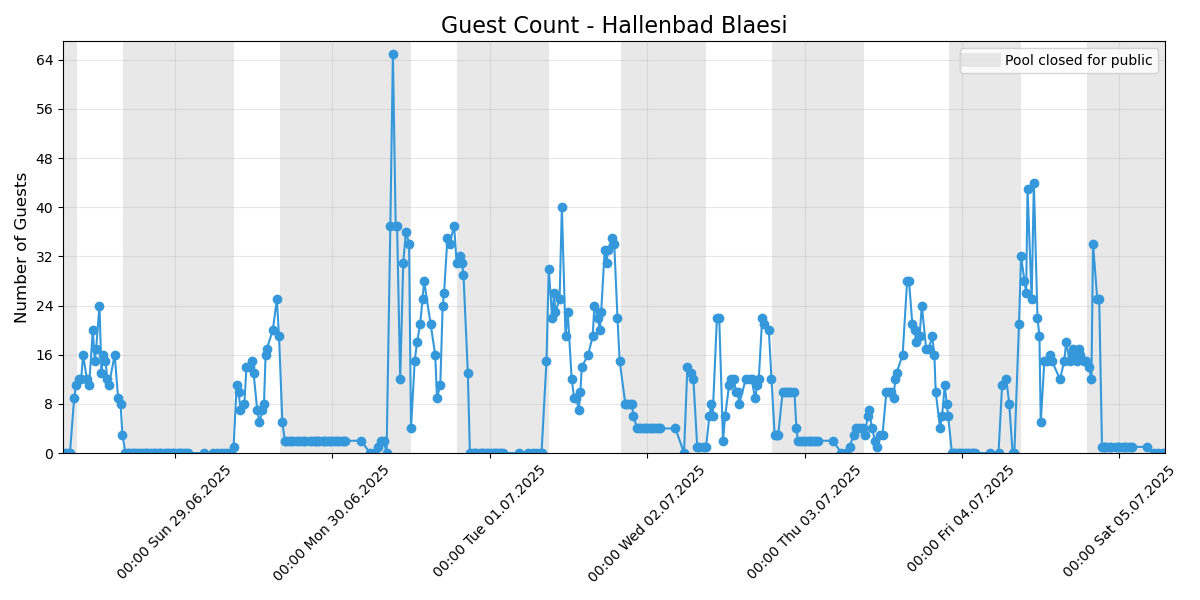 Guest Count - Hallenbad Blaesi
Pool closed for public
Number of Guests
64
56
48
40
32
24
16
8
0
00:00 Sun 29.06.2025
00:00 Mon 30.06.2025
00:00 Tue 01.07.2025
00:00 Wed 02.07.2025
00:00 Thu 03.07.2025
00:00 Fri 04.07.2025
00:00 Sat 05.07.2025